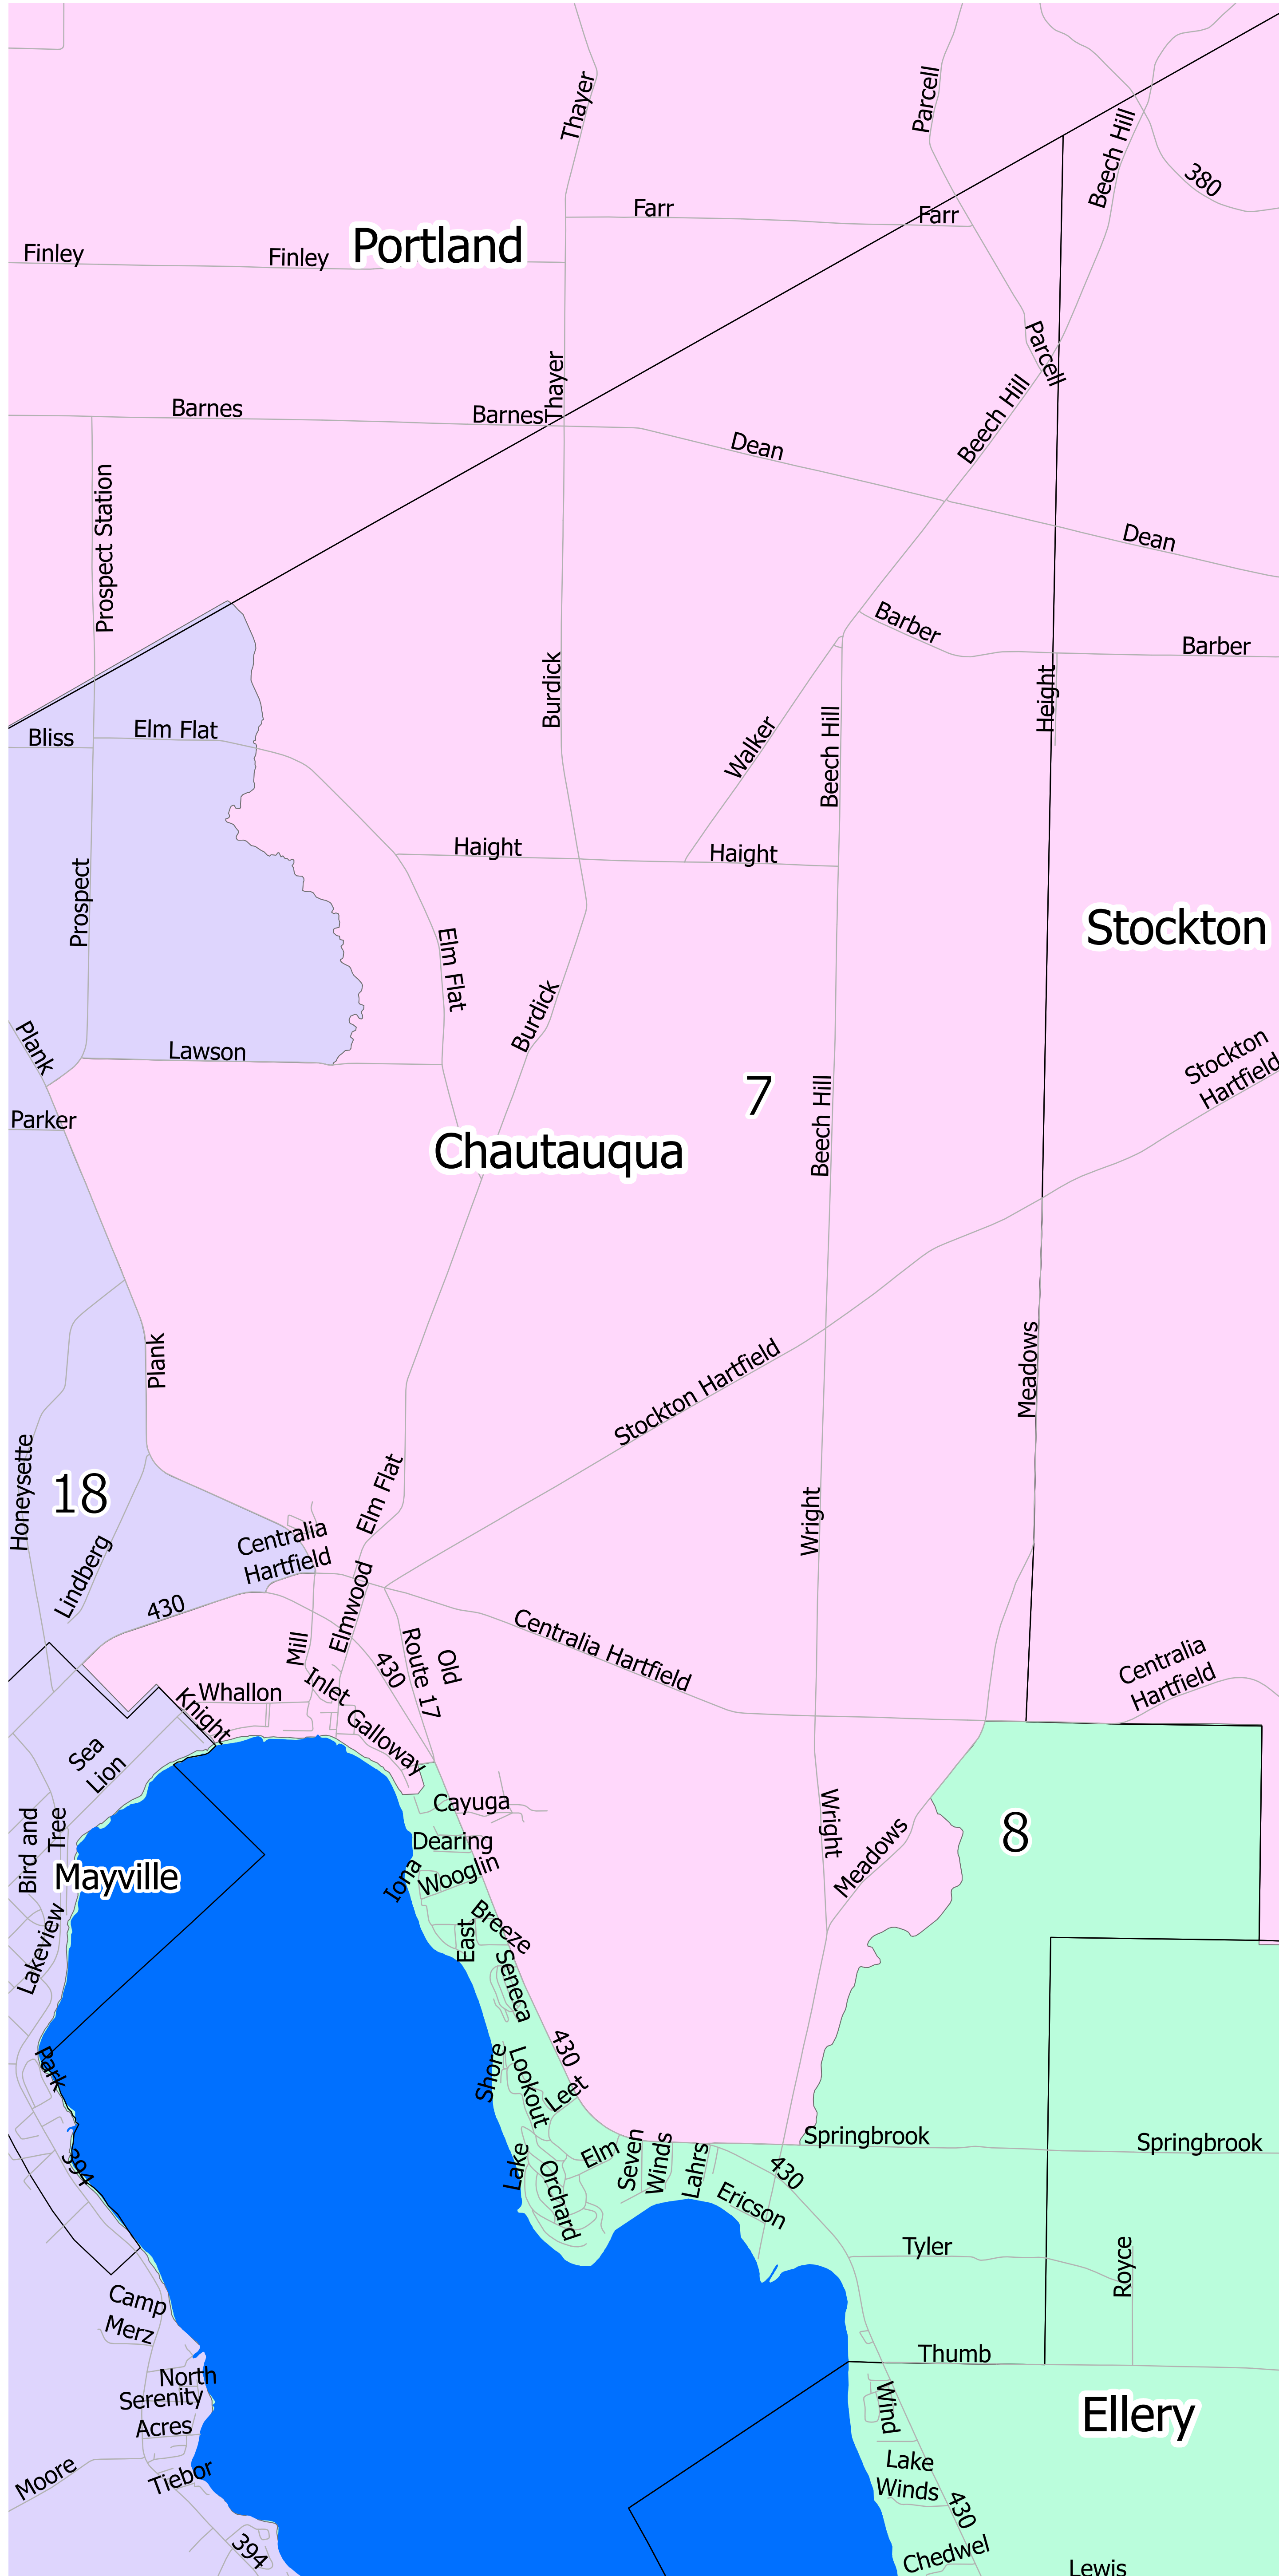 Thayer
Parcell
Beech Hill
380
Farr
Farr
Portland
Finley
Finley
Parcell
Thayer
Beech Hill
Barnes
Barnes
Dean
Dean
Prospect Station
Barber
Barber
Burdick
Height
Bliss
Elm Flat
Walker
Beech Hill
Haight
Haight
Prospect
Stockton
Elm Flat
Burdick
Plank
Lawson
Stockton
Hartfield
7
Parker
Beech Hill
Chautauqua
Plank
Stockton Hartfield
Meadows
Honeysette
18
Elm Flat
Wright
Centralia
Hartfield
Lindberg
430
Elmwood
Mill
Centralia Hartfield
Old
Route 17
430
Centralia
Hartfield
Inlet
Whallon
Knight
Galloway
Sea
Lion
Cayuga
Wright
8
Bird and
Tree
Dearing
Meadows
Mayville
Iona
Wooglin
Breeze
East
Lakeview
Seneca
430
Park
Shore
Lookout
Leet
Springbrook
Springbrook
Elm
Seven
Winds
Lahrs
394
Lake
Orchard
430
Ericson
Tyler
Royce
Camp
Merz
Thumb
North
Serenity
Acres
Wind
Ellery
Moore
Tiebor
Lake
Winds
430
394
Chedwel
Lewis